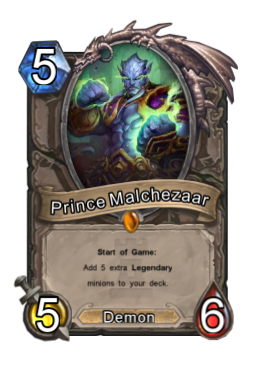 5
Prince Malchezaar
Start of Game:
Add 5 extra Legendary
minions to your deck.
5
Demon
6